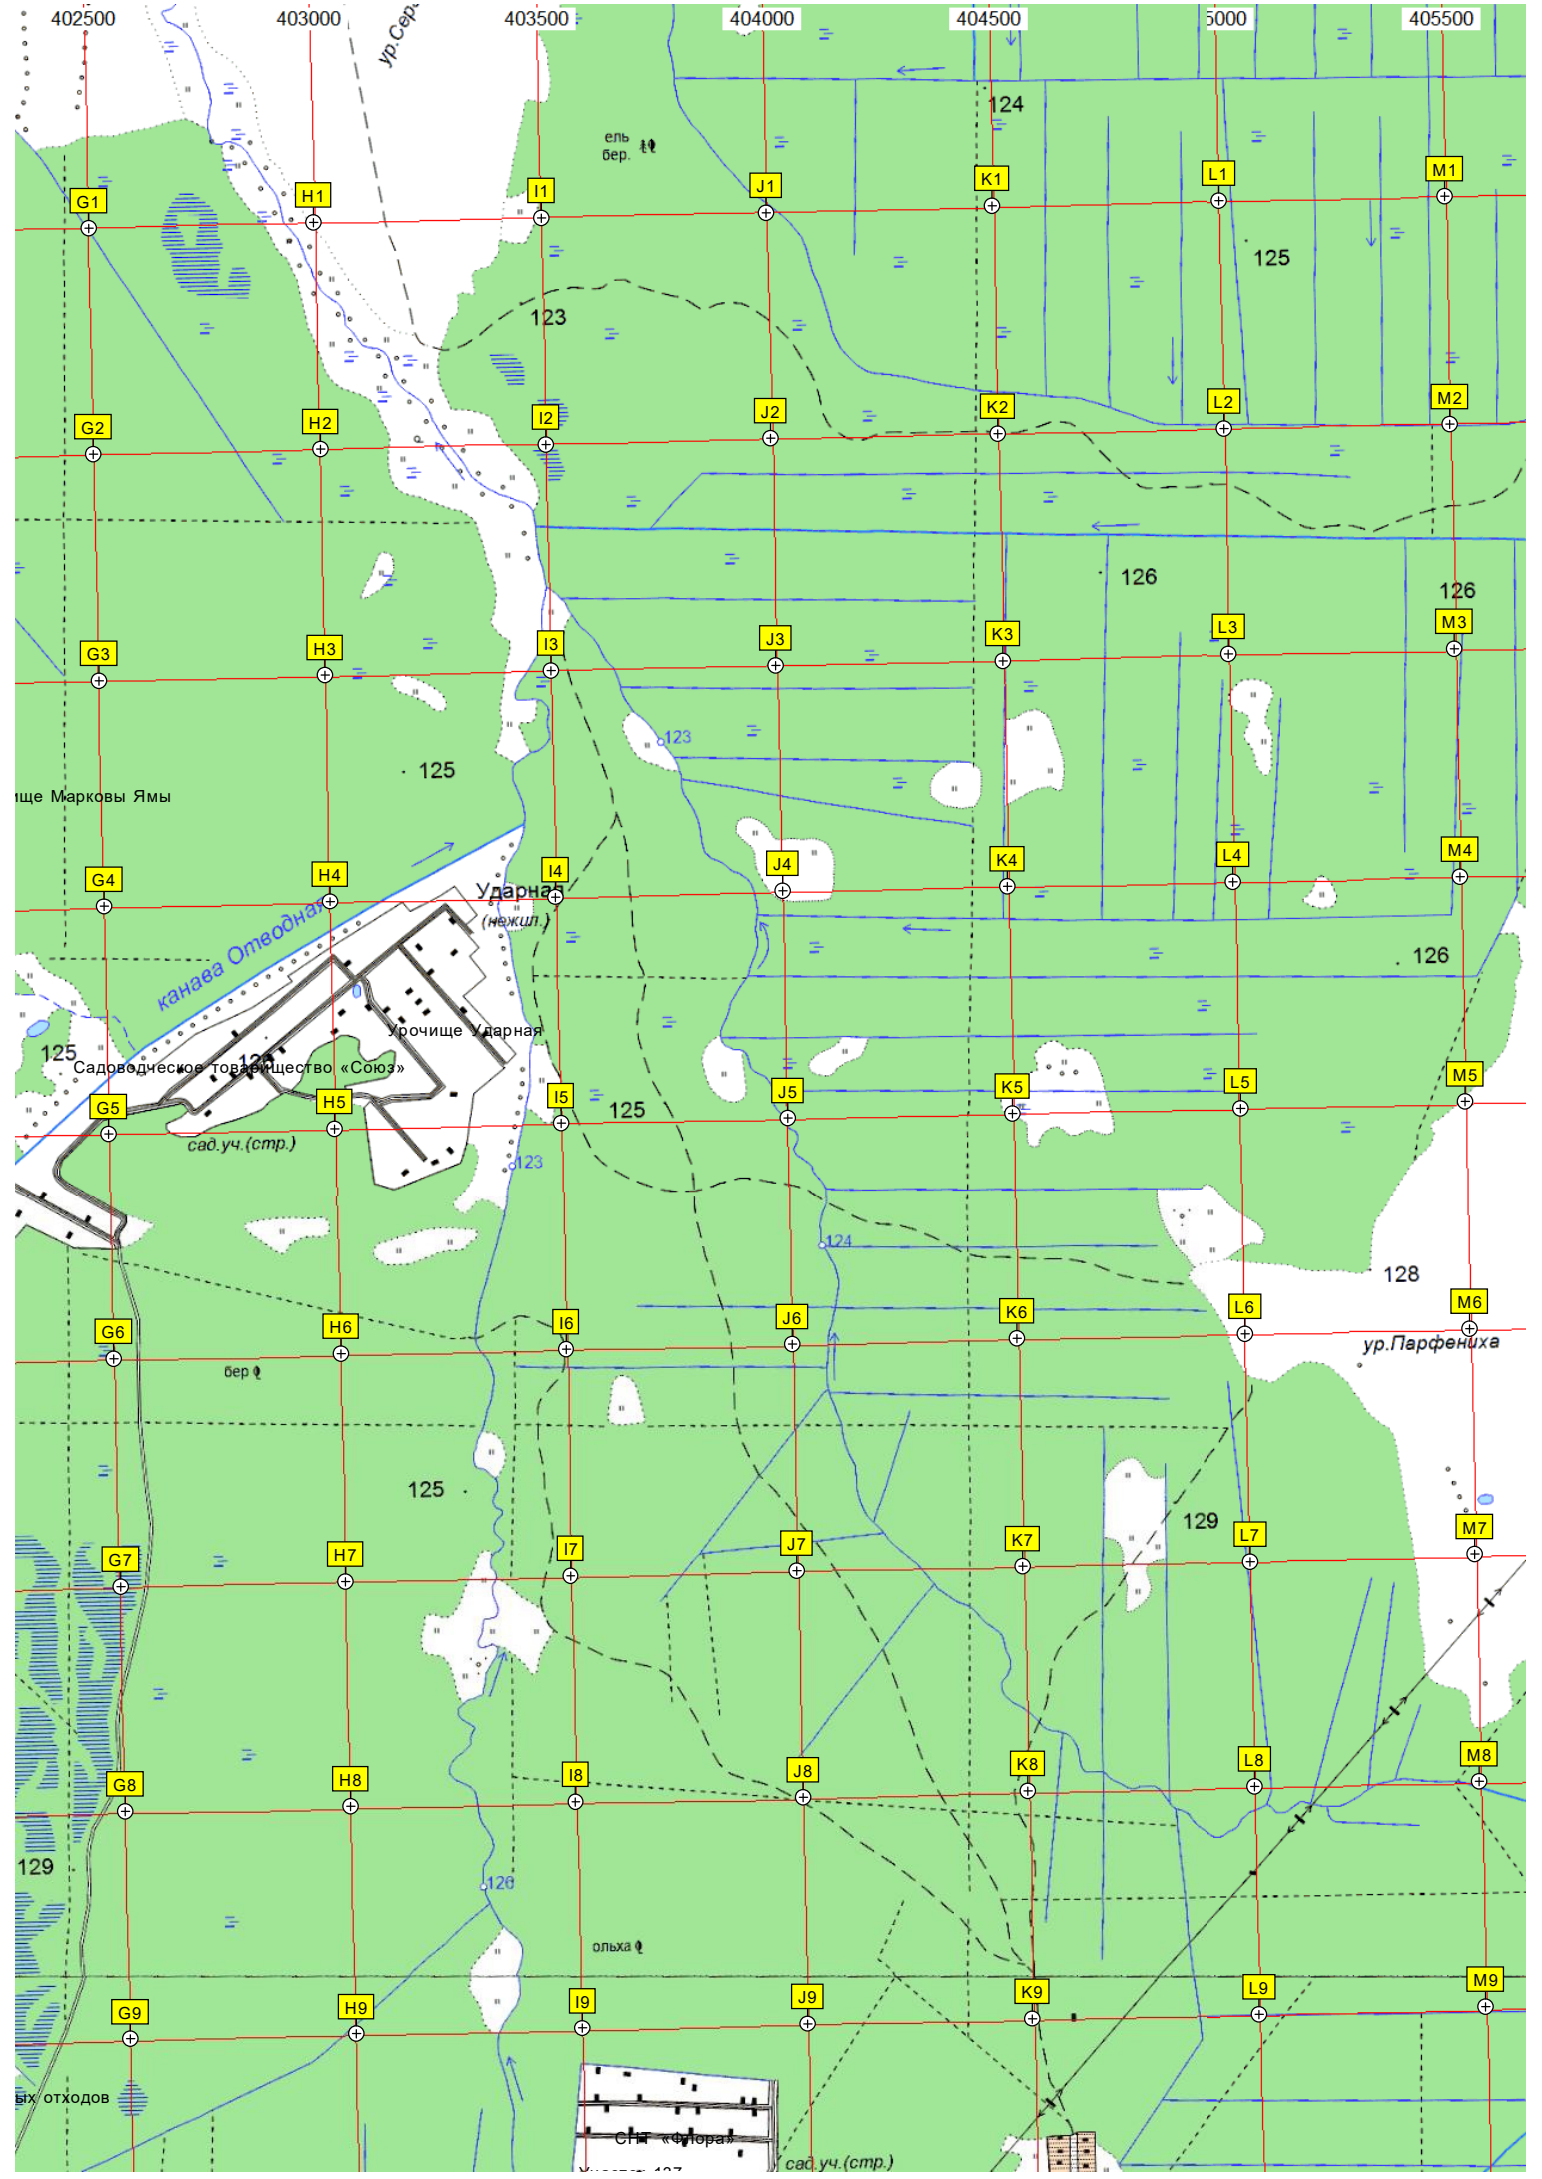 402500 403000 403500 404000 404500 5000 405500
124
ель
бер.
G1 H1 I1 J1 K1 L1 M1
125
123
G2 H2 I2 J2 K2 L2 M2
126
126
G3 H3 I3 J3 K3 L3 M3
123
125
ище Марковы Ямы
G4 H4 I4 J4 K4 L4 M4
Ударная
(нежил.)
канава Отводная
126
Урочище Ударная
125
Садоводческое товарищество «Союз»
G5 H5 I5 J5 K5 L5 M5
125
сад.уч.(стр.)
123
124
128
G6 H6 I6 J6 K6 L6 M6
ур.Парфениха
бер
125
129
G7 H7 I7 J7 K7 L7 M7
G8 H8 I8 J8 K8 L8 M8
129
126
ольха
G9 H9 I9 J9 K9 L9 M9
ых отходов
СНТ «Флора»
сад.уч.(стр.)